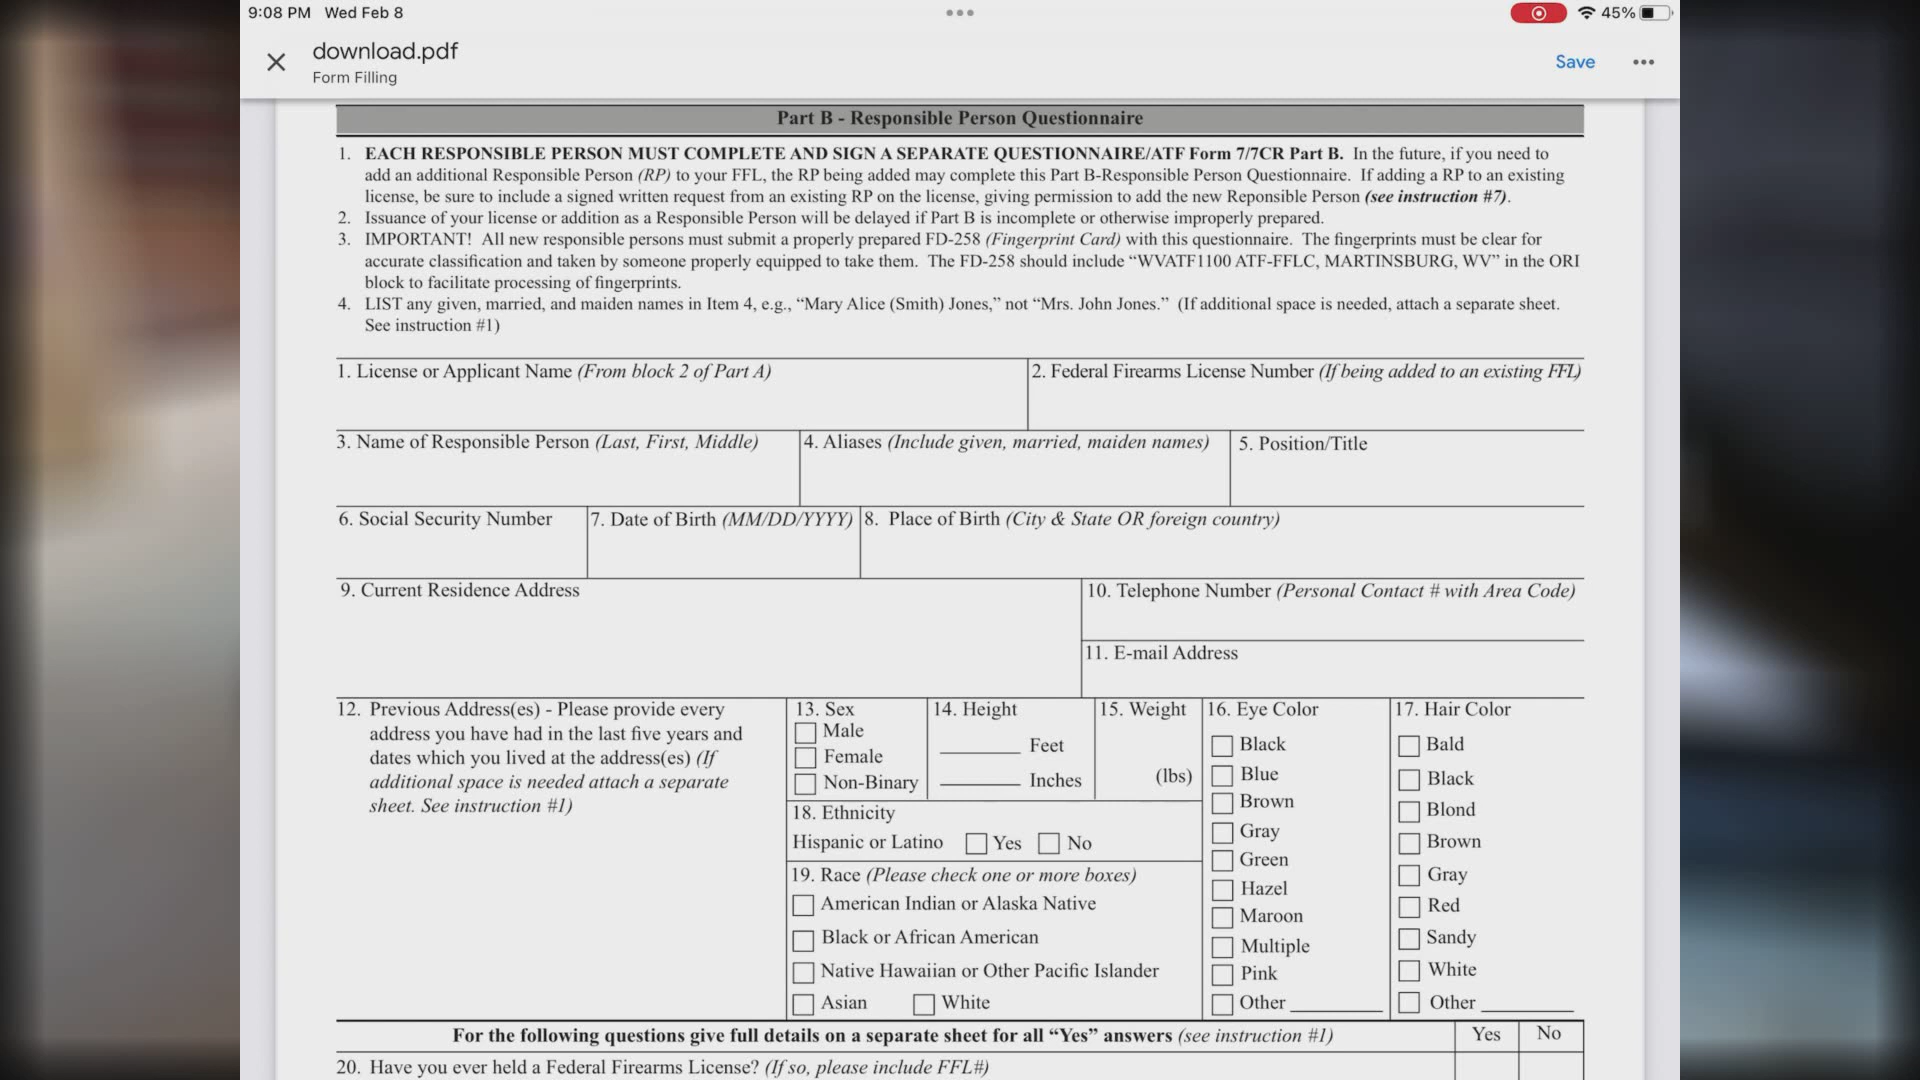 9:08 PM Wed Feb 8
45%
download.pdf
Form Filling
Save
Part B - Responsible Person Questionnaire
1. EACH RESPONSIBLE PERSON MUST COMPLETE AND SIGN A SEPARATE QUESTIONNAIRE/ATF Form 7/7CR Part B. In the future, if you need to
add an additional Responsible Person (RP) to your FFL, the RP being added may complete this Part B-Responsible Person Questionnaire. If adding a RP to an existing
license, be sure to include a signed written request from an existing RP on the license, giving permission to add the new Reponsible Person (see instruction #7).
2. Issuance of your license or addition as a Responsible Person will be delayed if Part B is incomplete or otherwise improperly prepared.
3. IMPORTANT! All new responsible persons must submit a properly prepared FD-258 (Fingerprint Card) with this questionnaire. The fingerprints must be clear for
accurate classification and taken by someone properly equipped to take them. The FD-258 should include “WVATF1100 ATF-FFLC, MARTINSBURG, WV” in the ORI
block to facilitate processing of fingerprints.
4. LIST any given, married, and maiden names in Item 4, e.g., “Mary Alice (Smith) Jones,” not “Mrs. John Jones.” (If additional space is needed, attach a separate sheet.
See instruction #1)
1. License or Applicant Name (From block 2 of Part A)
2. Federal Firearms License Number (If being added to an existing FFL)
3. Name of Responsible Person (Last, First, Middle)
4. Aliases (Include given, married, maiden names)
5. Position/Title
6. Social Security Number
7. Date of Birth (MM/DD/YYYY)
8. Place of Birth (City & State OR foreign country)
9. Current Residence Address
10. Telephone Number (Personal Contact # with Area Code)
11. E-mail Address
12. Previous Address(es) - Please provide every
address you have had in the last five years and
dates which you lived at the address(es) (If
additional space is needed attach a separate
sheet. See instruction #1)
13. Sex
Male
Female
Non-Binary
14. Height
Feet
Inches
15. Weight
(lbs)
18. Ethnicity
Hispanic or Latino Yes No
19. Race (Please check one or more boxes)
American Indian or Alaska Native
Black or African American
Native Hawaiian or Other Pacific Islander
Asian White
16. Eye Color
Black
Blue
Brown
Gray
Green
Hazel
Maroon
Multiple
Pink
Other
17. Hair Color
Bald
Black
Blond
Brown
Gray
Red
Sandy
White
Other
For the following questions give full details on a separate sheet for all “Yes” answers (see instruction #1) Yes No
20. Have you ever held a Federal Firearms License? (If so, please include FFL#)